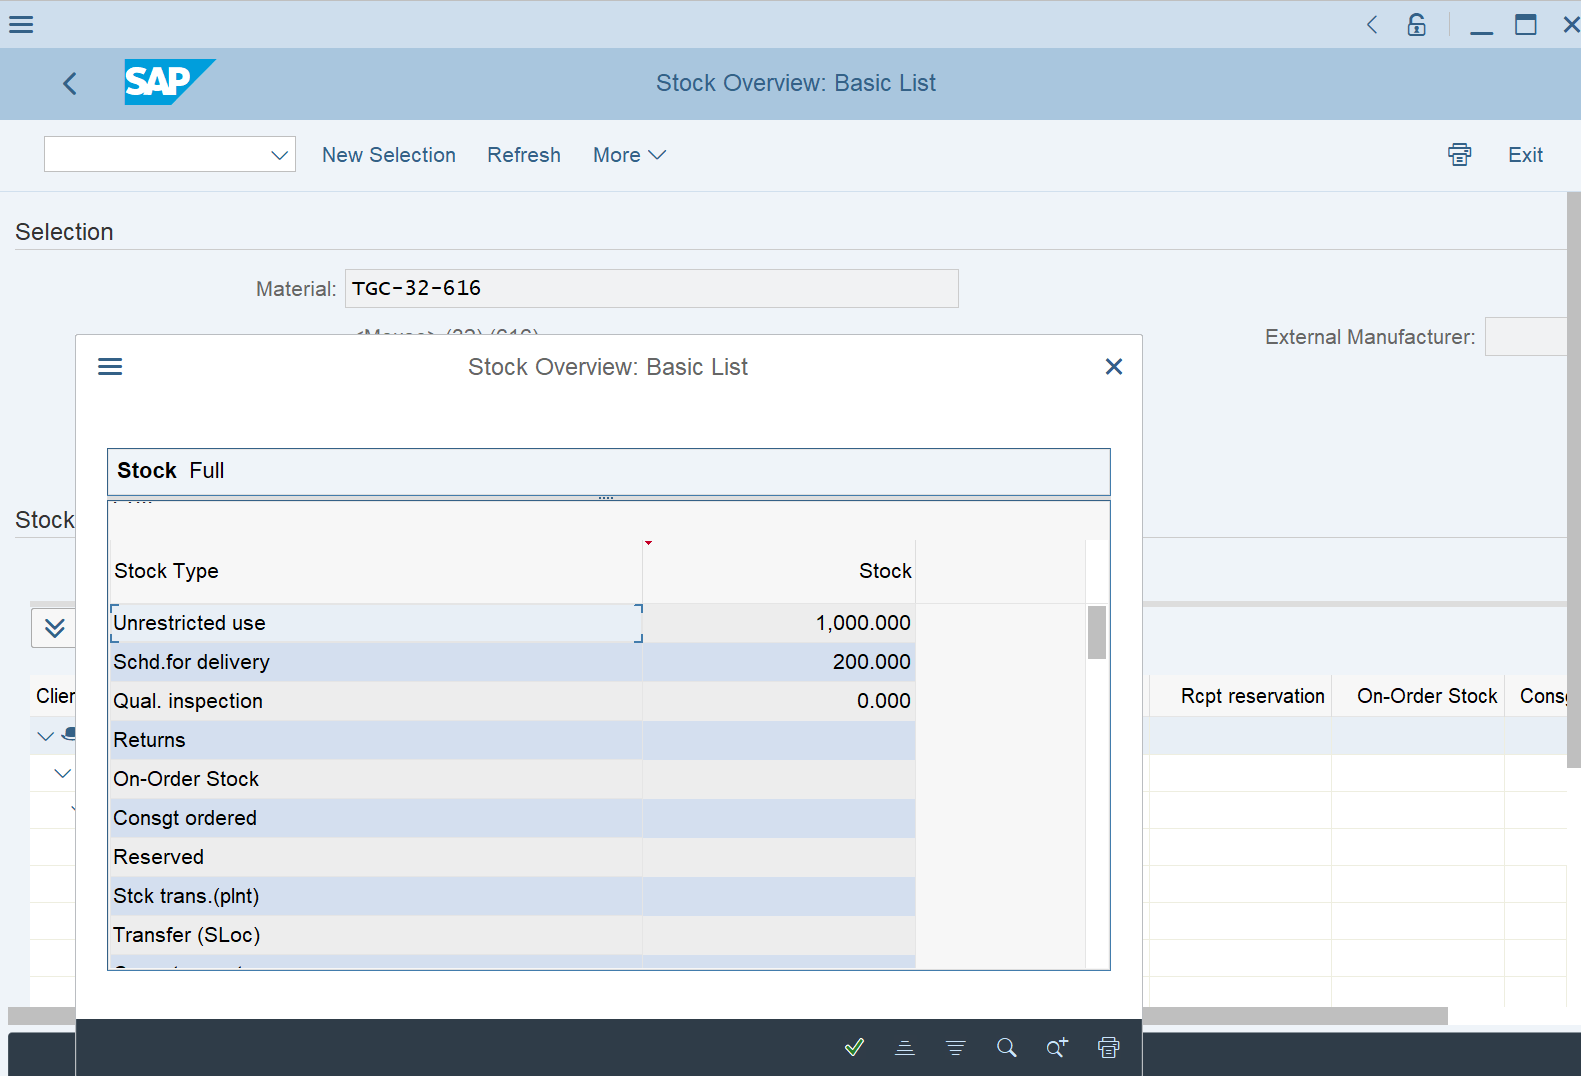 SAP
Stock Overview: Basic List
New Selection Refresh More Exit
Selection
Material: TGC-32-616
External Manufacturer:
Stock Overview: Basic List
Stock Full
Stock
Stock Type Stock
Unrestricted use 1,000.000
Schd.for delivery 200.000
Qual. inspection 0.000
Clien Rcpt reservation On-Order Stock Consg
Returns
On-Order Stock
Consgt ordered
Reserved
Stck trans.(plnt)
Transfer (SLoc)